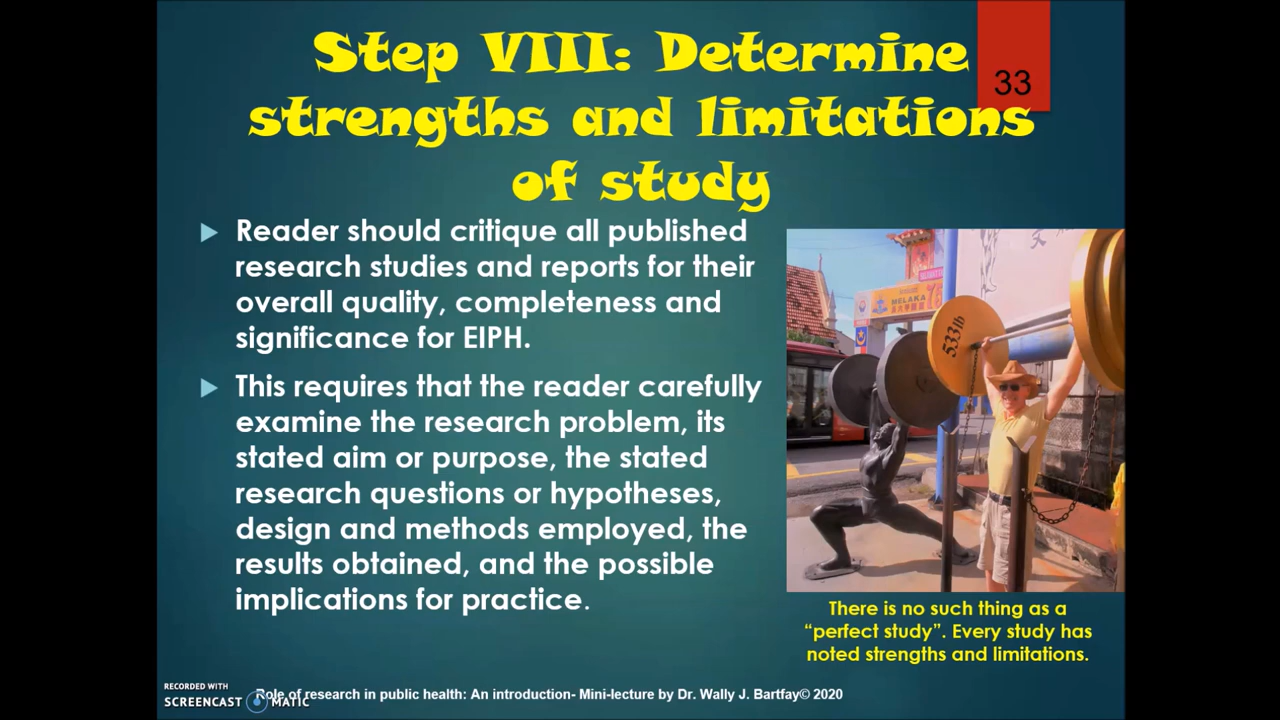 Step VIII: Determine
33
strengths and limitations
of study
Reader should critique all published
research studies and reports for their
overall quality, completeness and
significance for EIPH.
This requires that the reader carefully
examine the research problem, its
stated aim or purpose, the stated
research questions or hypotheses,
design and methods employed, the
results obtained, and the possible
implications for practice.
MELAKA
533lb
There is no such thing as a
“perfect study”. Every study has
noted strengths and limitations.
RECORDED WITH
SCREENCAST MATIC
Role of research in public health: An introduction- Mini-lecture by Dr. Wally J. Bartfay© 2020